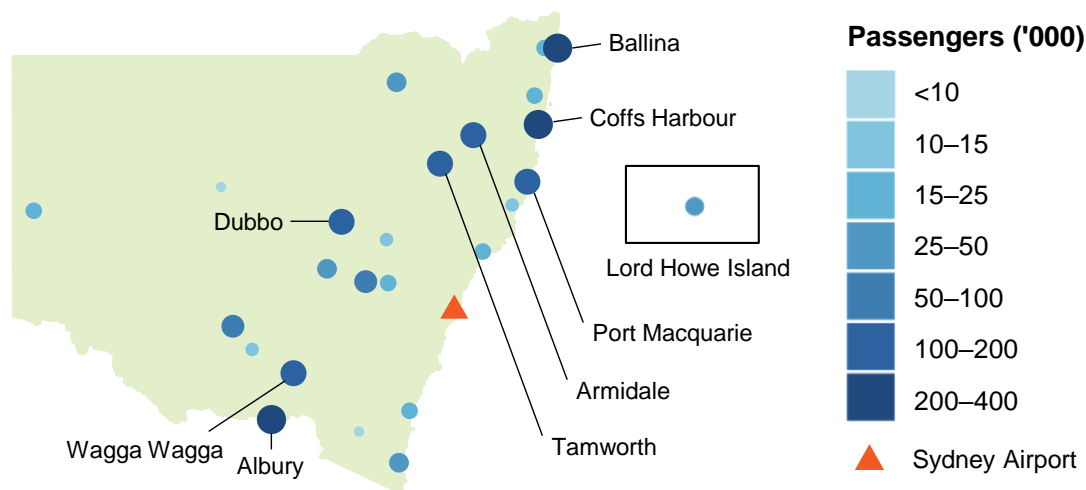 Ballina
Coffs Harbour
Dubbo
Lord Howe Island
Port Macquarie
Armidale
Tamworth
Wagga Wagga
Albury
Passengers ('000)
<10
10–15
15–25
25–50
50–100
100–200
200–400
Sydney Airport